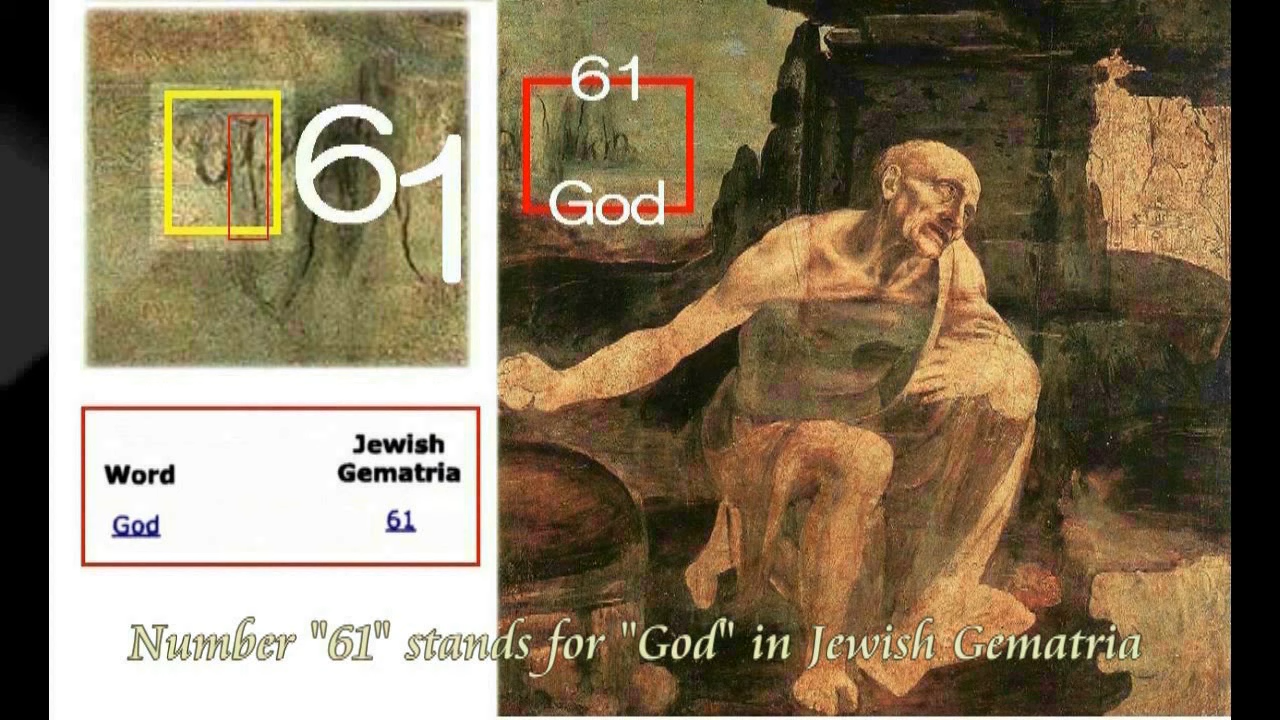 61
61
God
Jewish
Word Gematria
God 61
Number "61" stands for "God" in Jewish Gematria